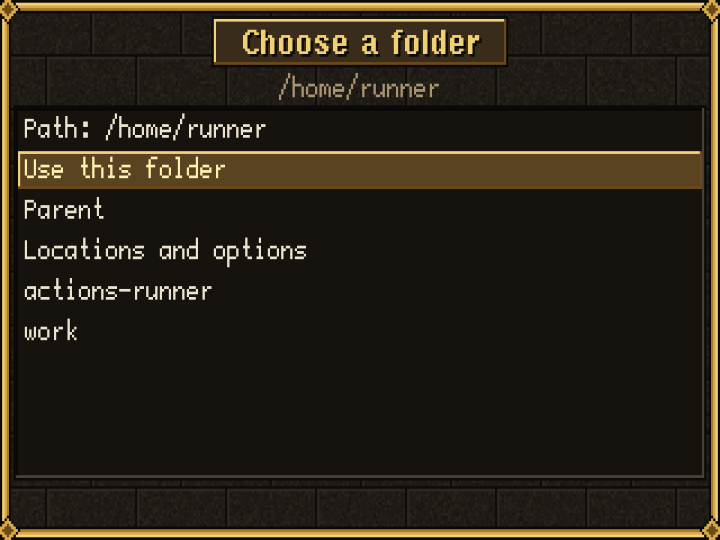 Choose a folder
/home/runner
Path: /home/runner
Use this folder
Parent
Locations and options
actions-runner
work